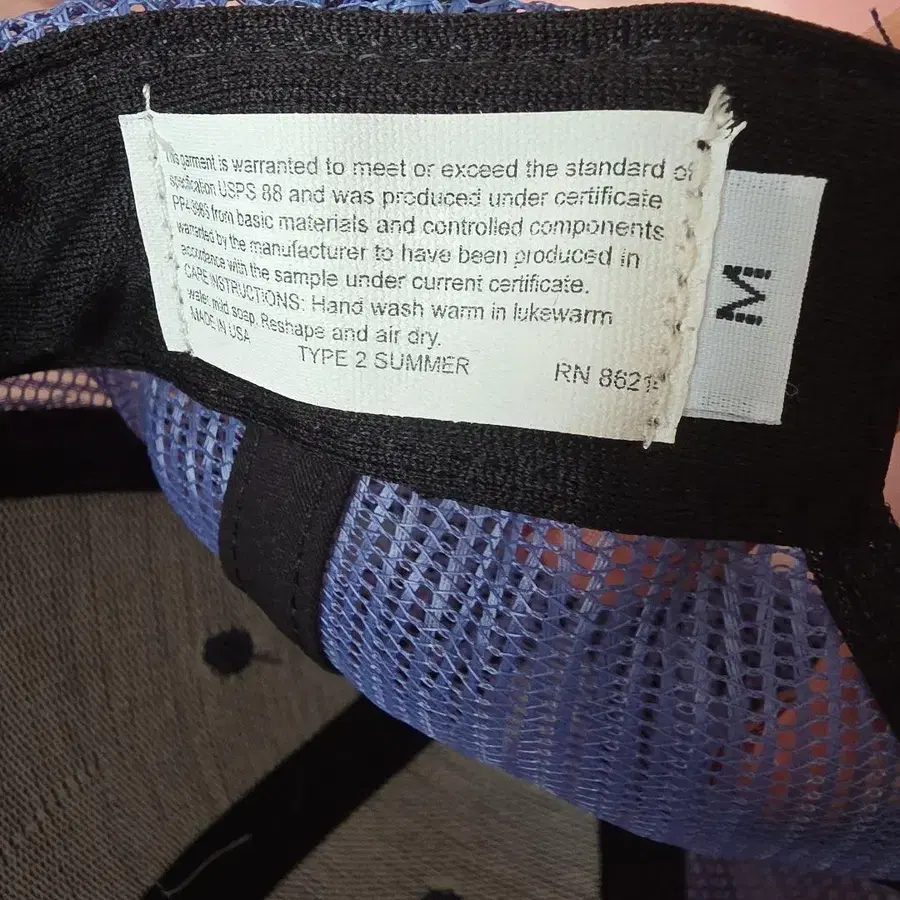 This garment is warranted to meet or exceed the standard of
specification USPS 88 and was produced under certificate
from basic materials and controlled components
warranted by the manufacturer to have been produced in
accordance with the sample under current certificate.
CARE INSTRUCTIONS: Hand wash warm in lukewarm
water, mild soap. Reshape and air dry.
MADE IN USA
TYPE 2 SUMMER
RN
M